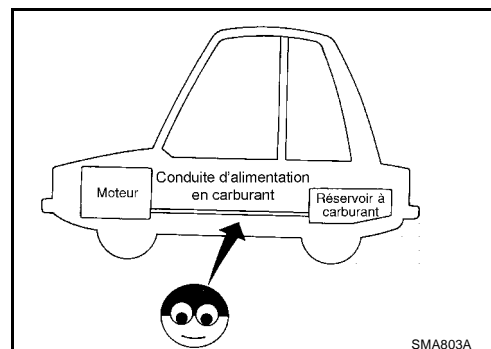 Moteur
Conduite d'alimentation
en carburant
Réservoir à
carburant
SMA803A